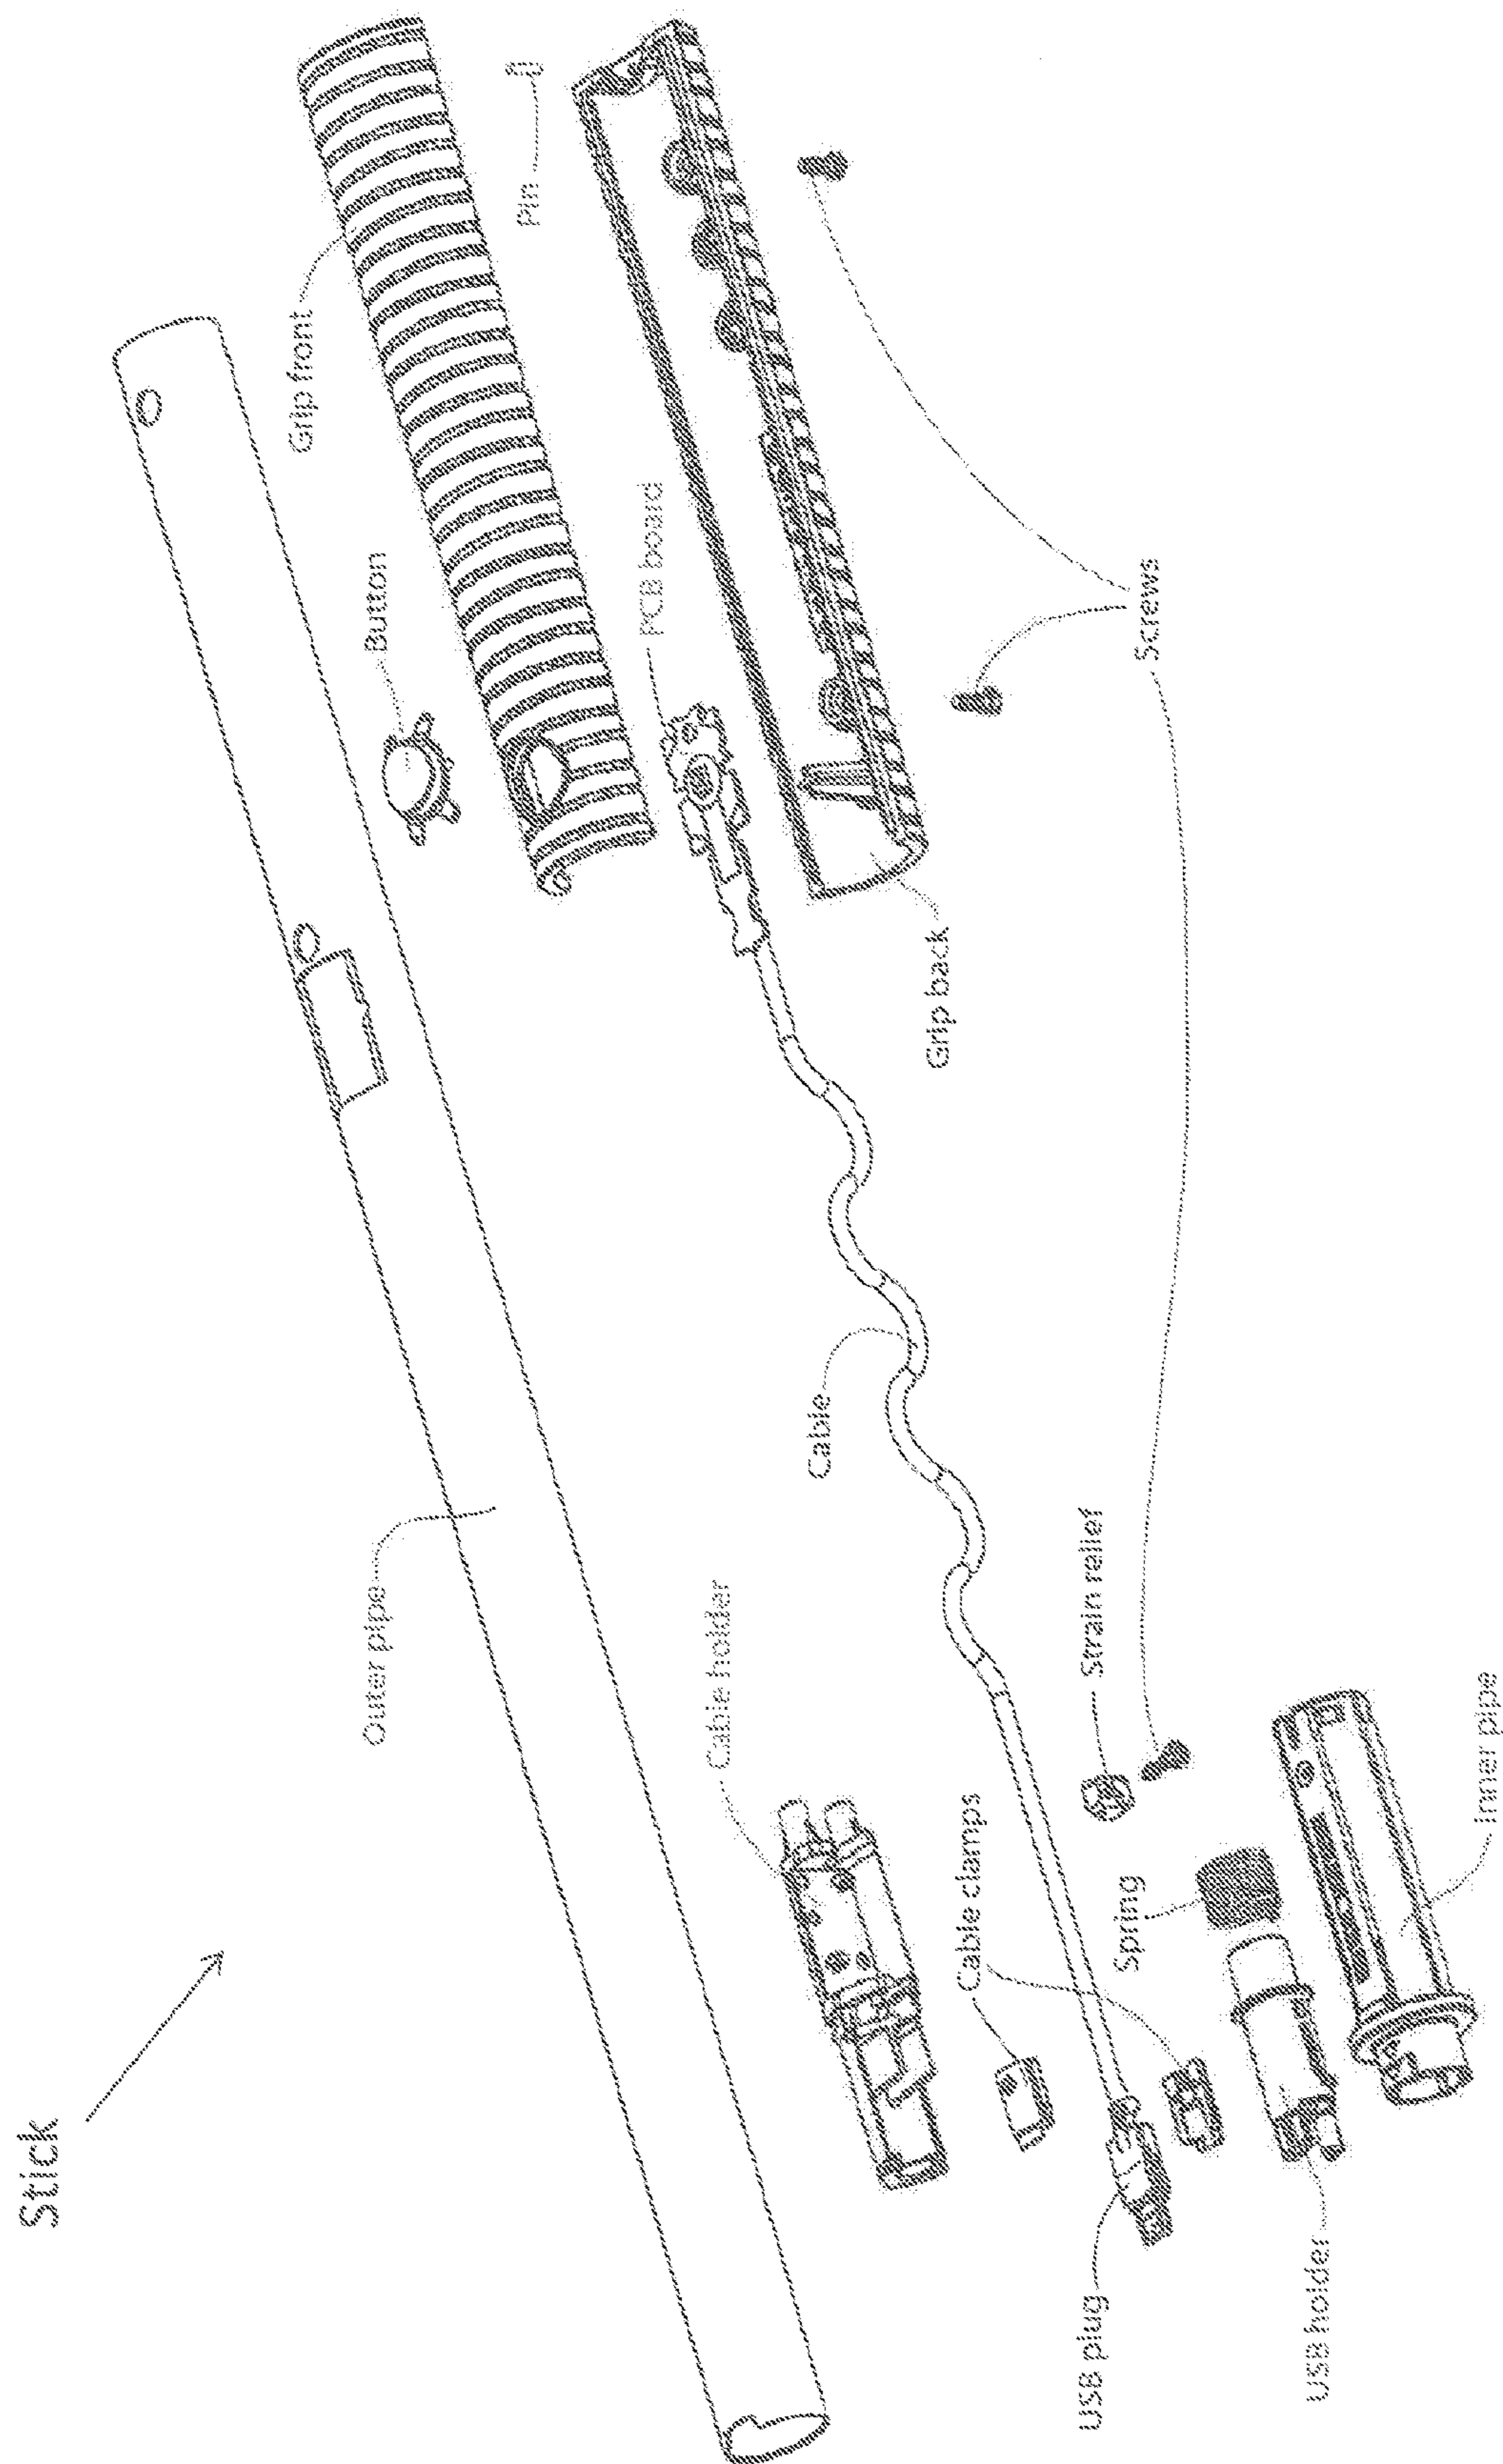 Stick
Outer pipe
Button
Grip front
Pin
PCB board
Grip back
Cable holder
Cable
Cable clamps
Strain relief
Screws
Spring
USB plug
USB holder
Inner pipe